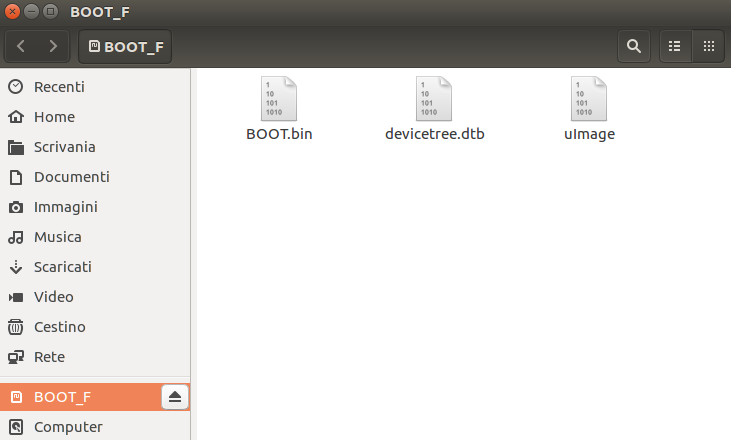 BOOT_F
BOOT_F
Recenti
Home
Scrivania
Documenti
Immagini
Musica
Scaricati
Video
Cestino
Rete
BOOT_F
Computer
1
10
101
1010
BOOT.bin
1
10
101
1010
devicetree.dtb
1
10
101
1010
uImage